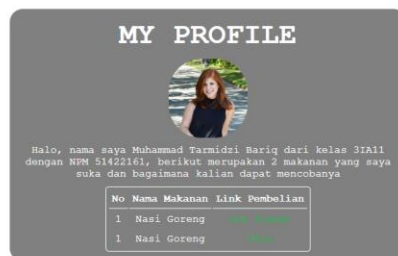 MY PROFILE
Halo, nama saya Muhammad Tarmidzi Bariq dari kelas 3IA11
dengan NPM 51422161, berikut merupakan 2 makanan yang saya
suka dan bagaimana kalian dapat mencobanya
No Nama Makanan Link Pembelian
1 Nasi Goreng
1 Nasi Goreng